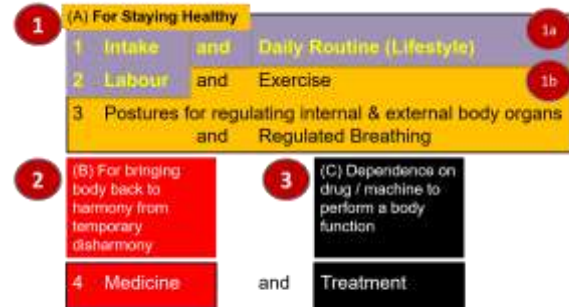 1
(A) For Staying Healthy
1 Intake and Daily Routine (Lifestyle)
1a
2 Labour and Exercise
1b
3 Postures for regulating internal & external body organs
and Regulated Breathing
2
(B) For bringing
body back to
harmony from
temporary
disharmony
3
(C) Dependence on
drug / machine to
perform a body
function
4 Medicine and Treatment